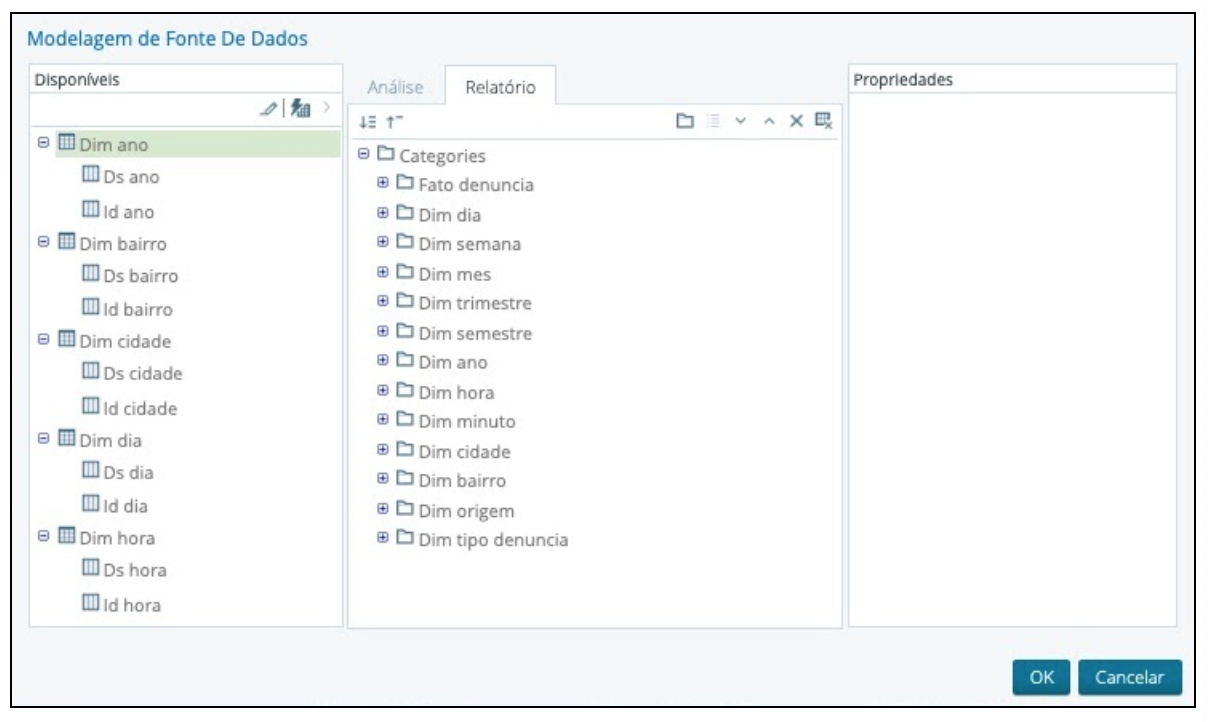 Modelagem de Fonte De Dados
Disponíveis
Dim ano
Ds ano
Id ano
Dim bairro
Ds bairro
Id bairro
Dim cidade
Ds cidade
Id cidade
Dim dia
Ds dia
Id dia
Dim hora
Ds hora
Id hora
Análise
Relatório
Categories
Fato denuncia
Dim dia
Dim semana
Dim mes
Dim trimestre
Dim semestre
Dim ano
Dim hora
Dim minuto
Dim cidade
Dim bairro
Dim origem
Dim tipo denuncia
Propriedades
OK
Cancelar